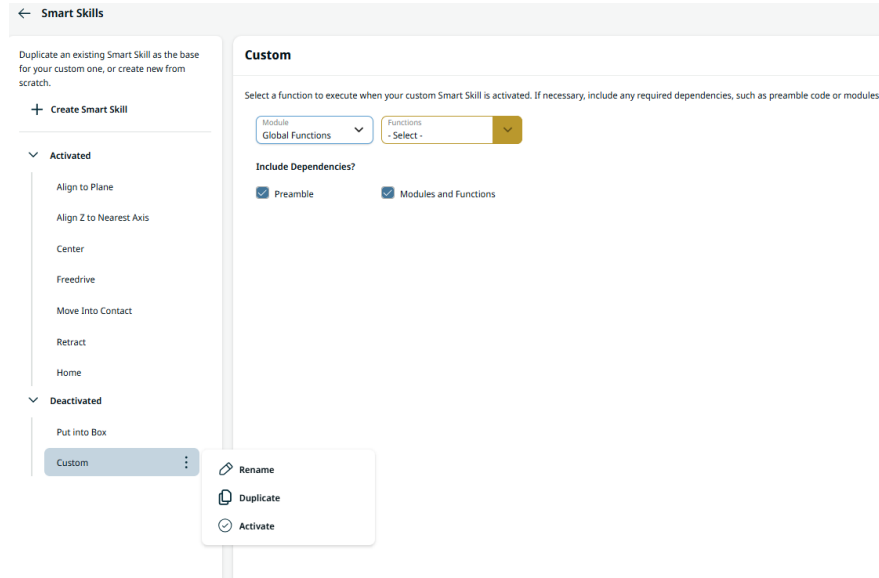 Smart Skills
Duplicate an existing Smart Skill as the base
for your custom one, or create new from
scratch.
Create Smart Skill
Activated
Align to Plane
Align Z to Nearest Axis
Center
Freedrive
Move Into Contact
Retract
Home
Deactivated
Put into Box
Custom
Rename
Duplicate
Activate
Custom
Select a function to execute when your custom Smart Skill is activated. If necessary, include any required dependencies, such as preamble code or modules
Module
Global Functions
Functions
- Select -
Include Dependencies?
Preamble
Modules and Functions